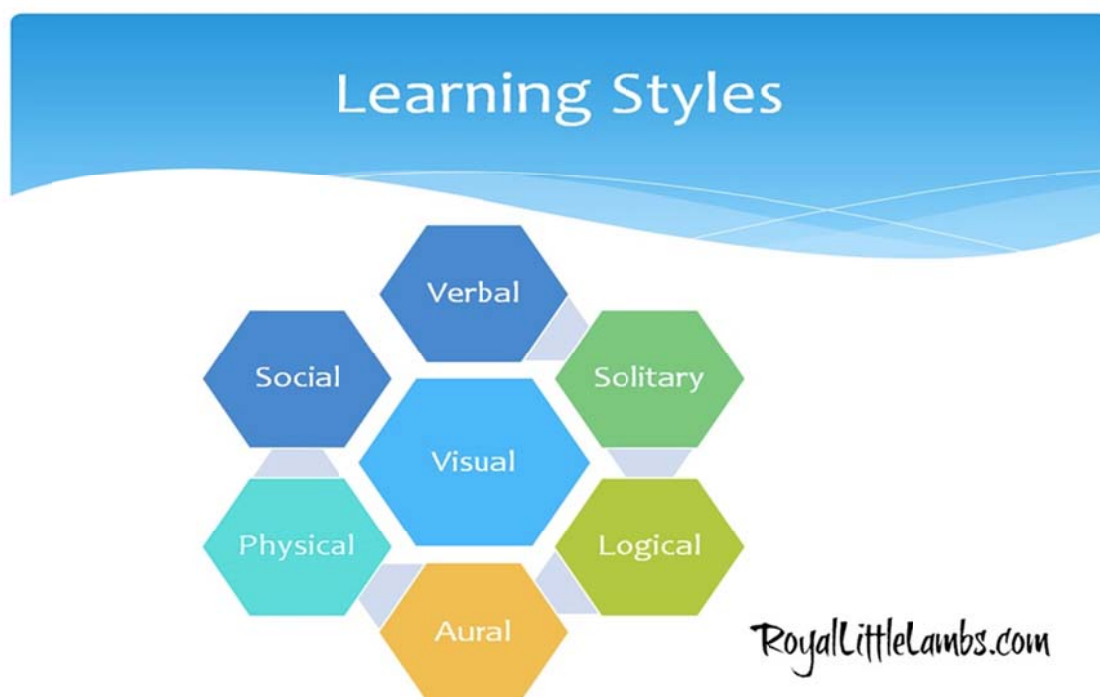 Learning Styles
Verbal
Social
Solitary
Visual
Physical
Logical
Aural
RoyalLittleLambs.com